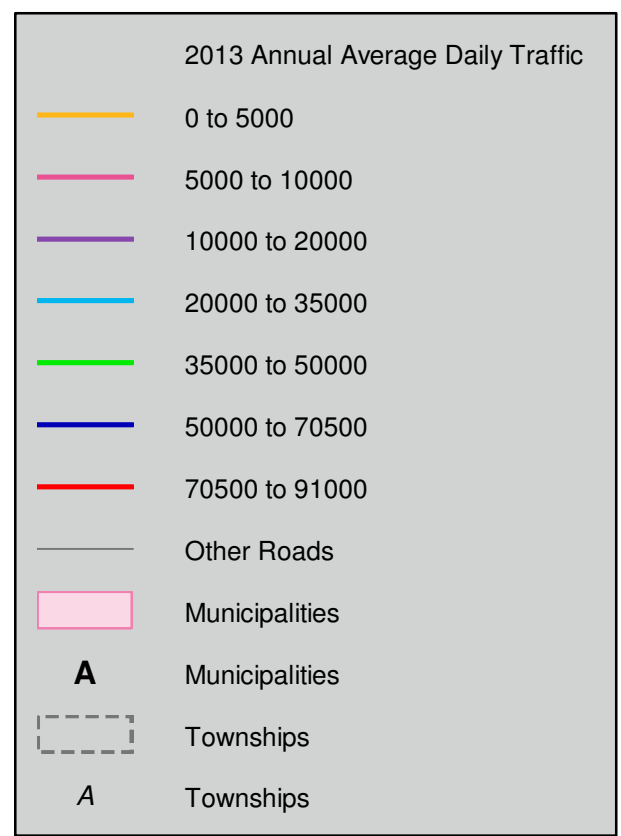 2013 Annual Average Daily Traffic
0 to 5000
5000 to 10000
10000 to 20000
20000 to 35000
35000 to 50000
50000 to 70500
70500 to 91000
Other Roads
Municipalities
A Municipalities
Townships
A Townships